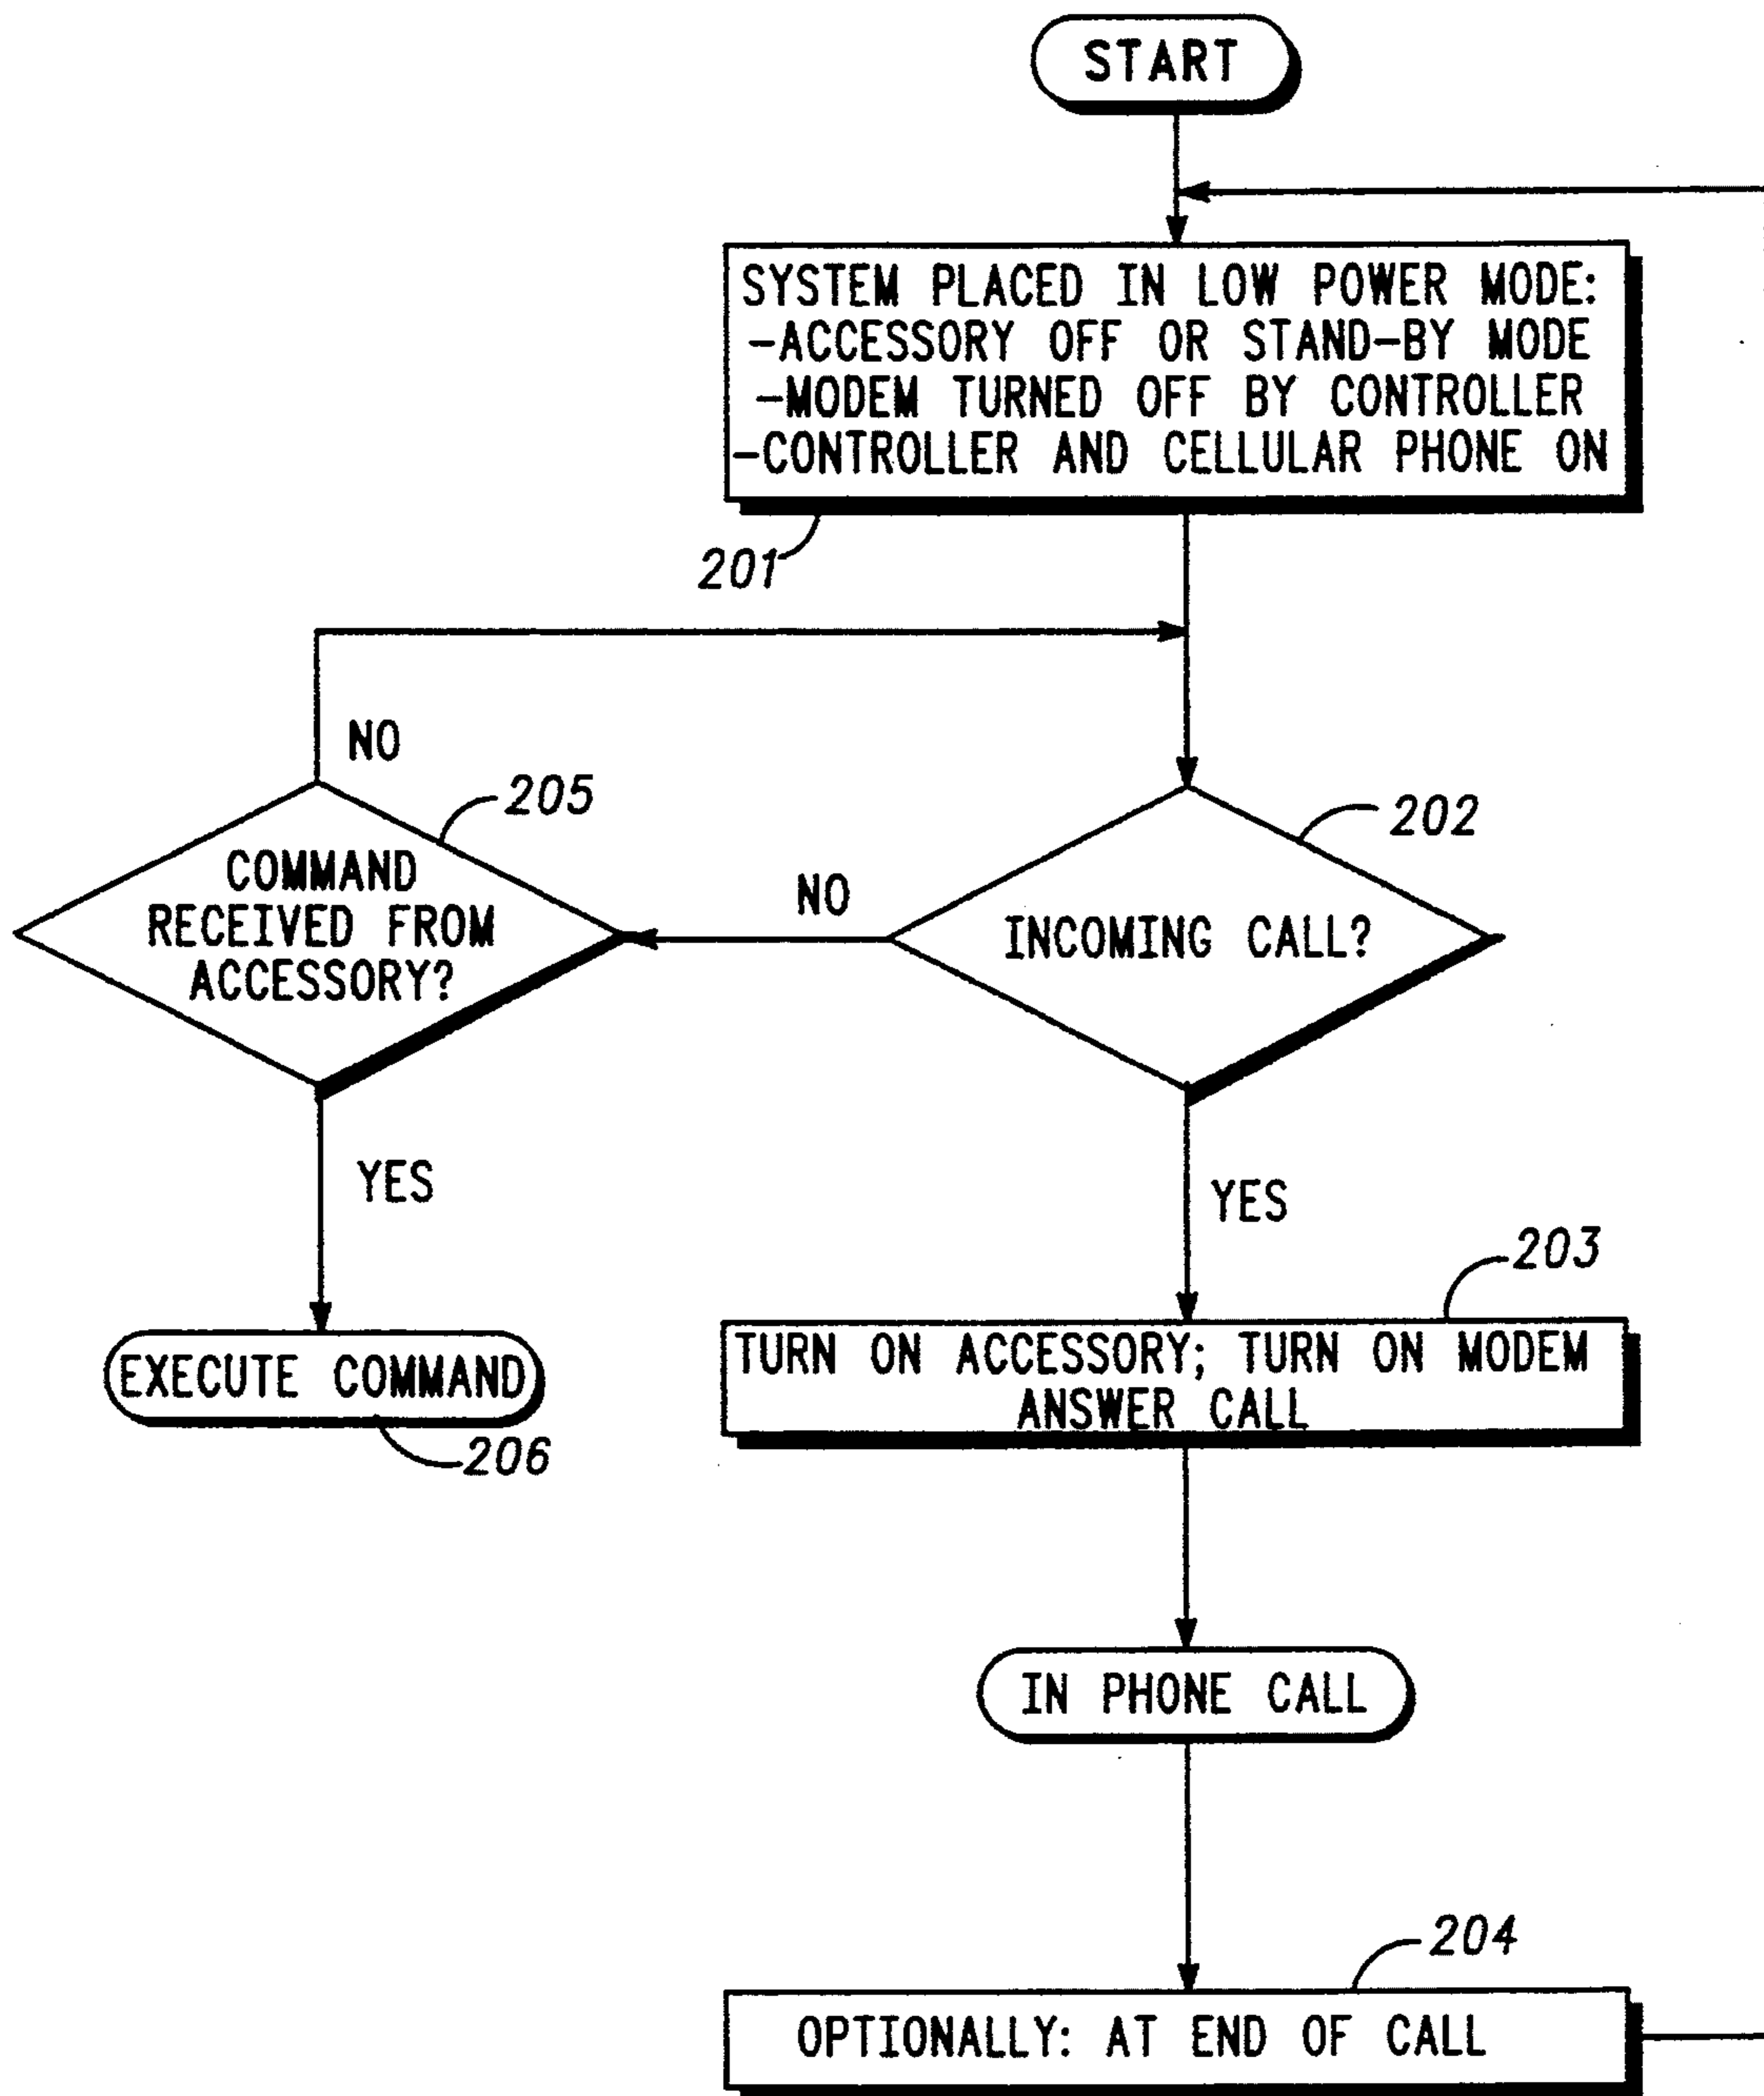 START
SYSTEM PLACED IN LOW POWER MODE:
-ACCESSORY OFF OR STAND-BY MODE
-MODEM TURNED OFF BY CONTROLLER
-CONTROLLER AND CELLULAR PHONE ON
201
NO
205
202
COMMAND
RECEIVED FROM
ACCESSORY?
NO
INCOMING CALL?
YES
YES
203
EXECUTE COMMAND
206
TURN ON ACCESSORY; TURN ON MODEM
ANSWER CALL
IN PHONE CALL
204
OPTIONALLY: AT END OF CALL